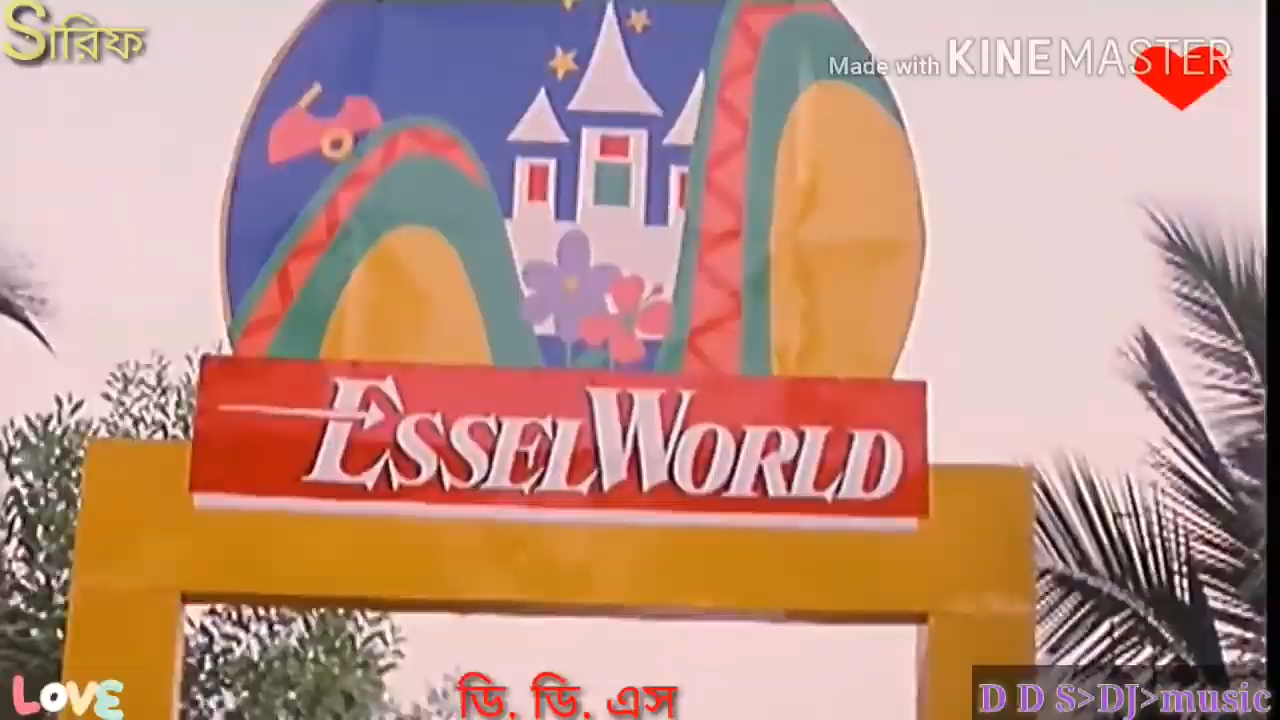 Sারিফ
Made with KINEMASTER
ESSELWORLD
LOVE
ডি. ডি. এস
D D S>DJ>music